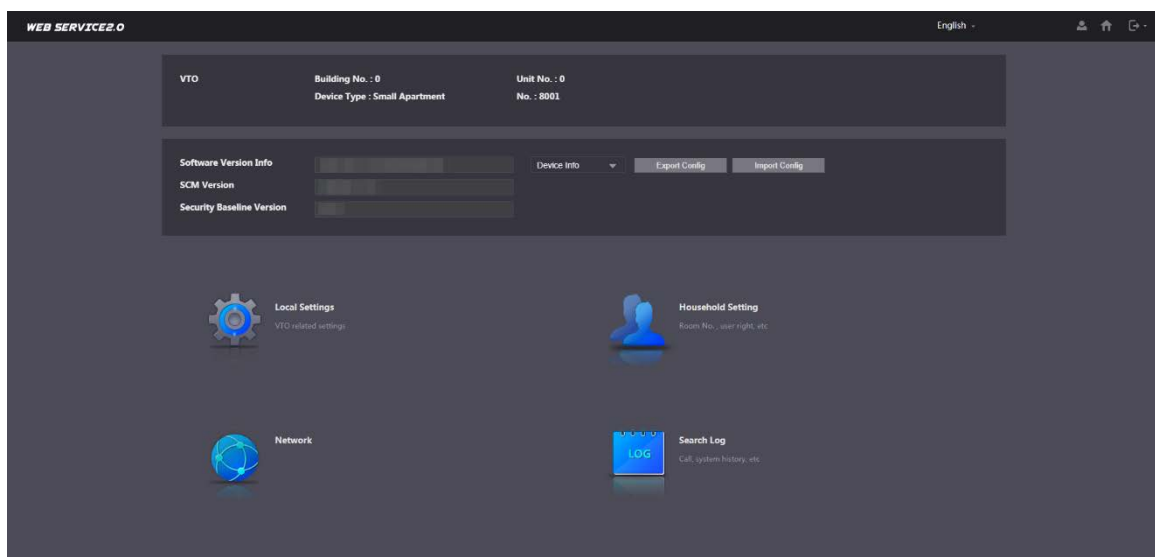 WEB SERVICE2.0 English
VTO Building No. : 0 Unit No. : 0
Device Type : Small Apartment No. : 8001
Software Version Info Device Info Export Config Import Config
SCM Version
Security Baseline Version
Local Settings Household Setting
VTO related settings Room No. , user right, etc
Network Search Log
LOG Call, system history, etc